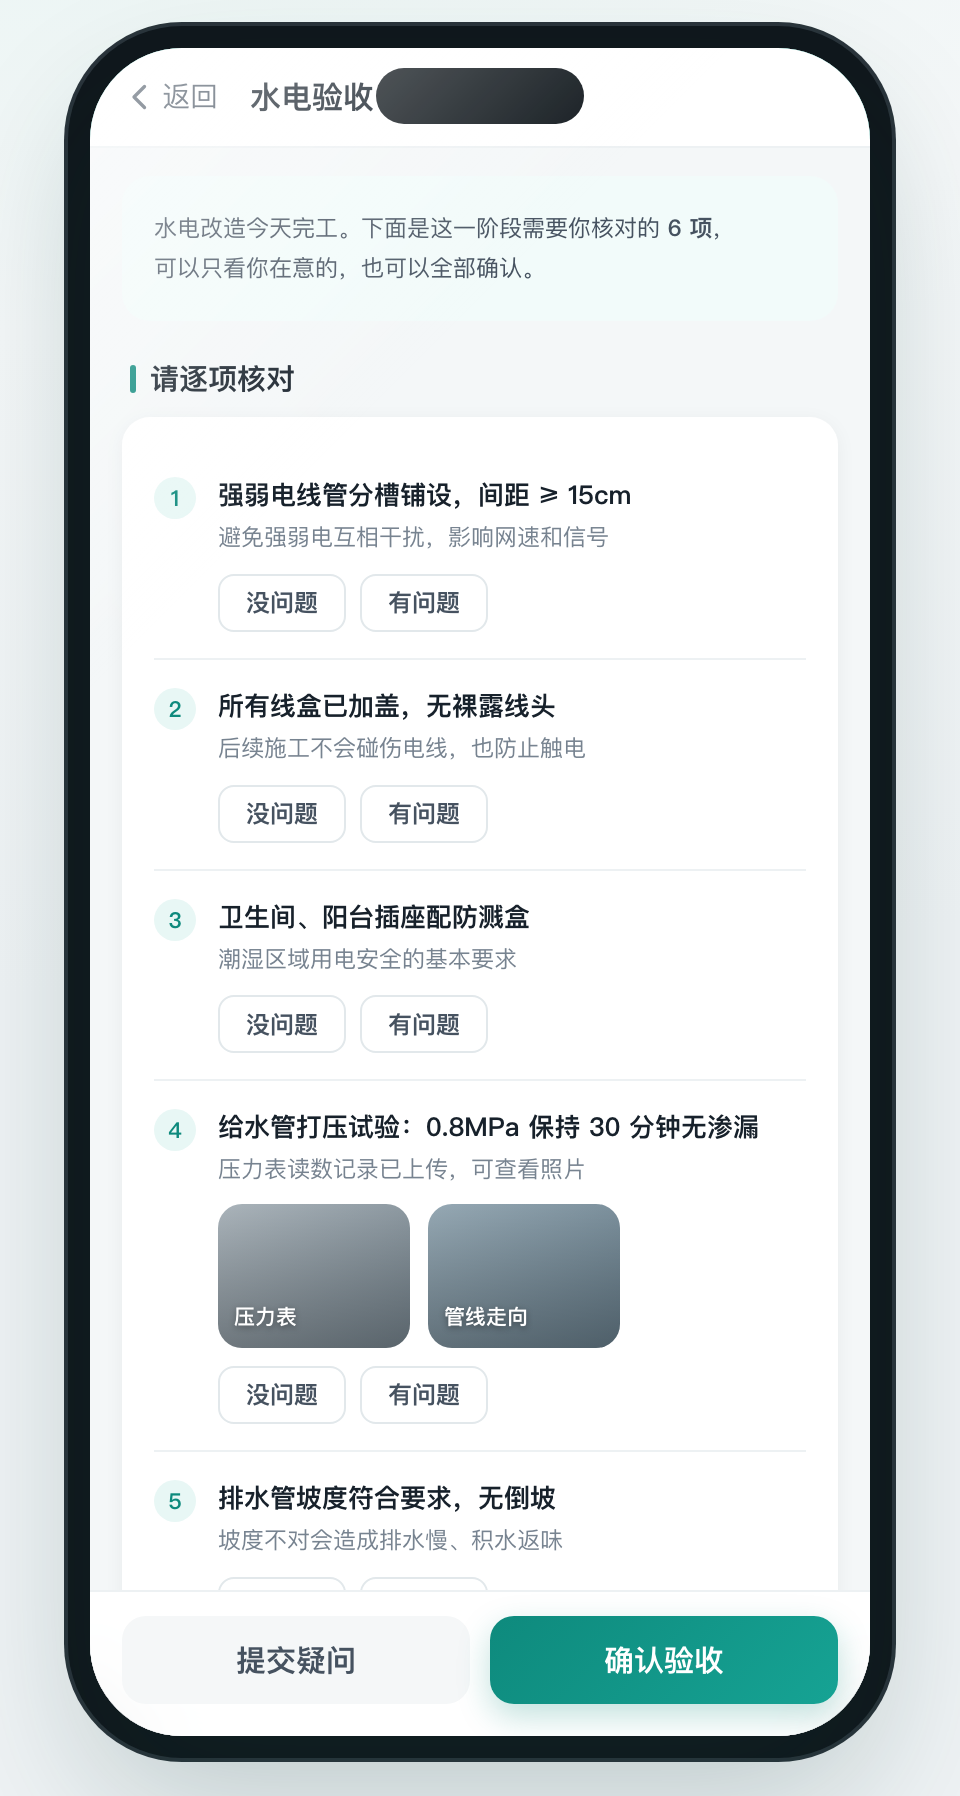 返回 水电验收
水电改造今天完工。下面是这一阶段需要你核对的 6 项，
可以只看你在意的，也可以全部确认。
请逐项核对
1 强弱电线管分槽铺设，间距 ≥ 15cm
避免强弱电互相干扰，影响网速和信号
没问题 有问题
2 所有线盒已加盖，无裸露线头
后续施工不会碰伤电线，也防止触电
没问题 有问题
3 卫生间、阳台插座配防溅盒
潮湿区域用电安全的基本要求
没问题 有问题
4 给水管打压试验：0.8MPa 保持 30 分钟无渗漏
压力表读数记录已上传，可查看照片
压力表 管线走向
没问题 有问题
5 排水管坡度符合要求，无倒坡
坡度不对会造成排水慢、积水返味
提交疑问 确认验收